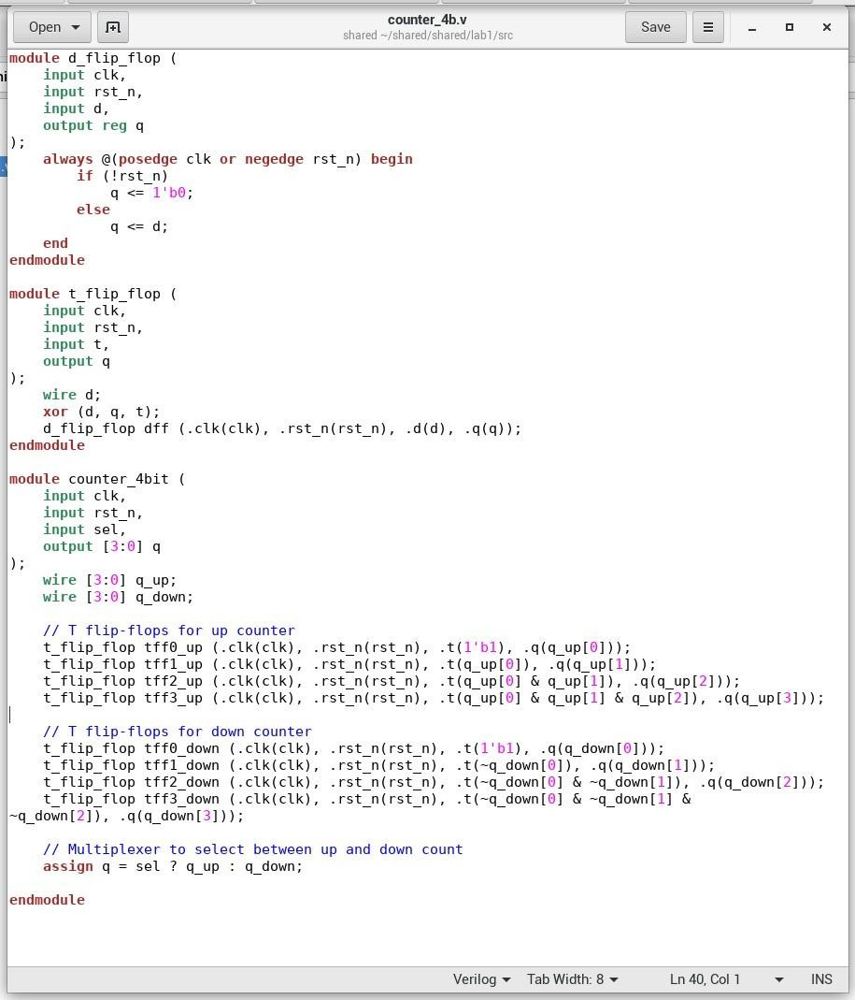 Open
counter_4b.v
shared ~/shared/shared/lab1/src
Save
module d_flip_flop (
    input clk,
    input rst_n,
    input d,
    output reg q
);
    always @(posedge clk or negedge rst_n) begin
        if (!rst_n)
            q <= 1'b0;
        else
            q <= d;
    end
endmodule

module t_flip_flop (
    input clk,
    input rst_n,
    input t,
    output q
);
    wire d;
    xor (d, q, t);
    d_flip_flop dff (.clk(clk), .rst_n(rst_n), .d(d), .q(q));
endmodule

module counter_4bit (
    input clk,
    input rst_n,
    input sel,
    output [3:0] q
);
    wire [3:0] q_up;
    wire [3:0] q_down;

    // T flip-flops for up counter
    t_flip_flop tff0_up (.clk(clk), .rst_n(rst_n), .t(1'b1), .q(q_up[0]));
    t_flip_flop tff1_up (.clk(clk), .rst_n(rst_n), .t(q_up[0]), .q(q_up[1]));
    t_flip_flop tff2_up (.clk(clk), .rst_n(rst_n), .t(q_up[0] & q_up[1]), .q(q_up[2]));
    t_flip_flop tff3_up (.clk(clk), .rst_n(rst_n), .t(q_up[0] & q_up[1] & q_up[2]), .q(q_up[3]));

    // T flip-flops for down counter
    t_flip_flop tff0_down (.clk(clk), .rst_n(rst_n), .t(1'b1), .q(q_down[0]));
    t_flip_flop tff1_down (.clk(clk), .rst_n(rst_n), .t(~q_down[0]), .q(q_down[1]));
    t_flip_flop tff2_down (.clk(clk), .rst_n(rst_n), .t(~q_down[0] & ~q_down[1]), .q(q_down[2]));
    t_flip_flop tff3_down (.clk(clk), .rst_n(rst_n), .t(~q_down[0] & ~q_down[1] &
~q_down[2]), .q(q_down[3]));

    // Multiplexer to select between up and down count
    assign q = sel ? q_up : q_down;

endmodule
Verilog Tab Width: 8 Ln 40, Col 1 INS